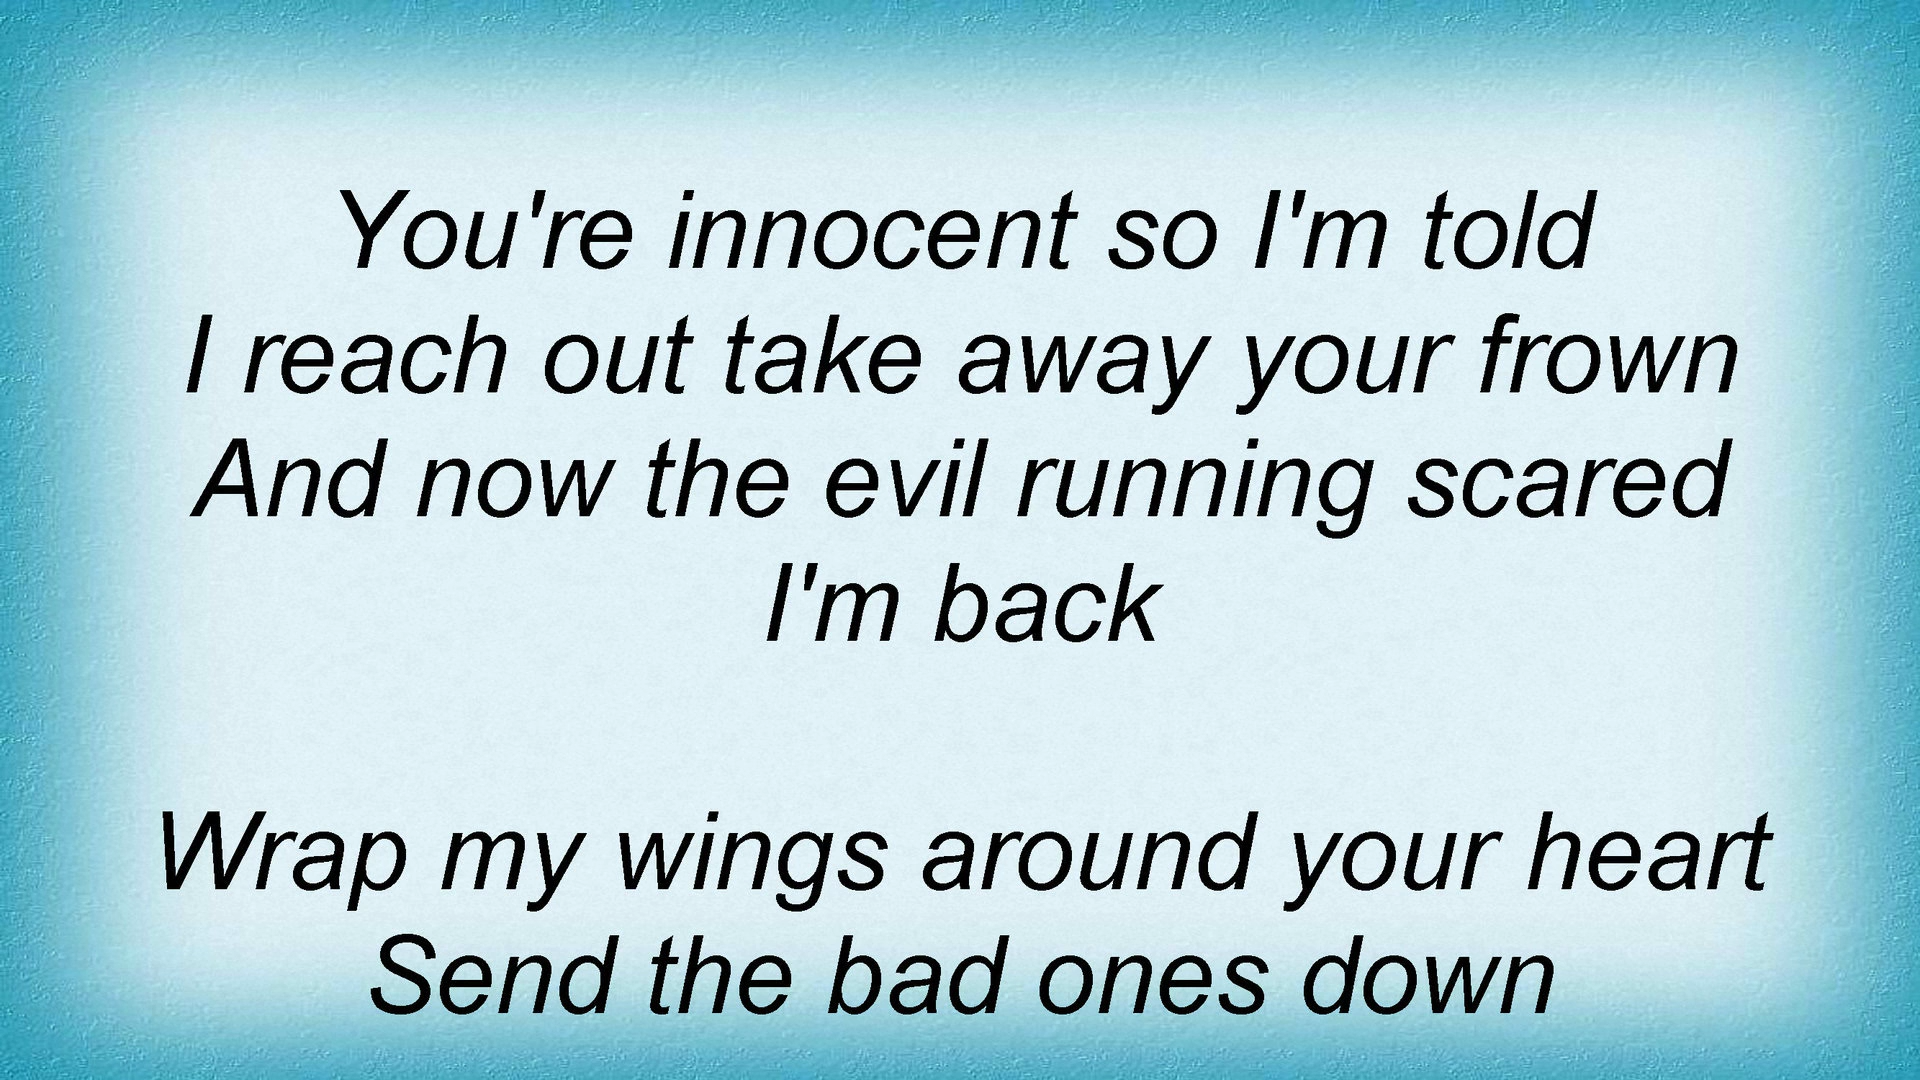 You're innocent so I'm told
I reach out take away your frown
And now the evil running scared
I'm back
Wrap my wings around your heart
Send the bad ones down